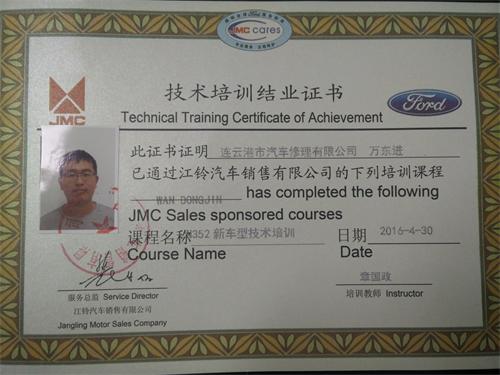 JMC cares
JMC
技术培训结业证书
Technical Training Certificate of Achievement
Ford
此证书证明 连云港市汽车修理有限公司 万东进
已通过江铃汽车销售有限公司的下列培训课程
WAN DONGJIN has completed the following
JMC Sales sponsored courses
课程名称 N352 新车型技术培训 日期 2016-4-30
Course Name Date
章国政
服务总监 Service Director 培训教师 Instructor
江铃汽车销售有限公司
Jangling Motor Sales Company